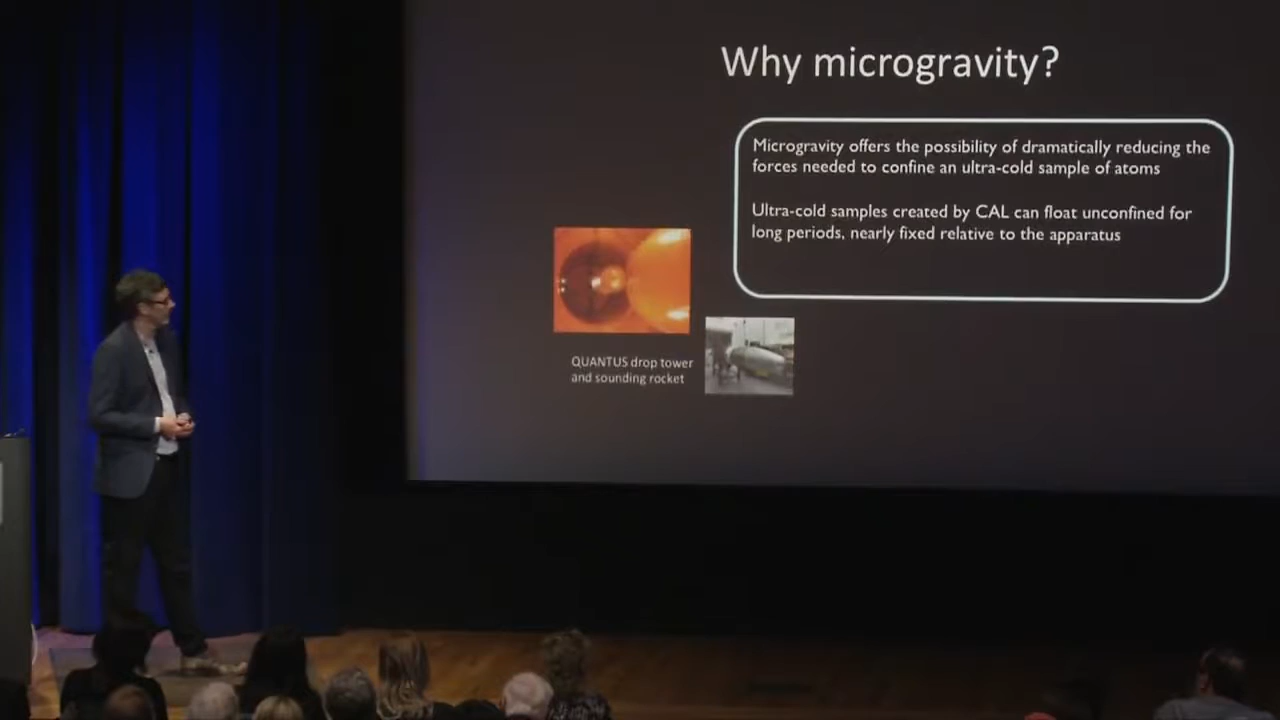 Why microgravity?
Microgravity offers the possibility of dramatically reducing the
forces needed to confine an ultra-cold sample of atoms
Ultra-cold samples created by CAL can float unconfined for
long periods, nearly fixed relative to the apparatus
QUANTUS drop tower
and sounding rocket